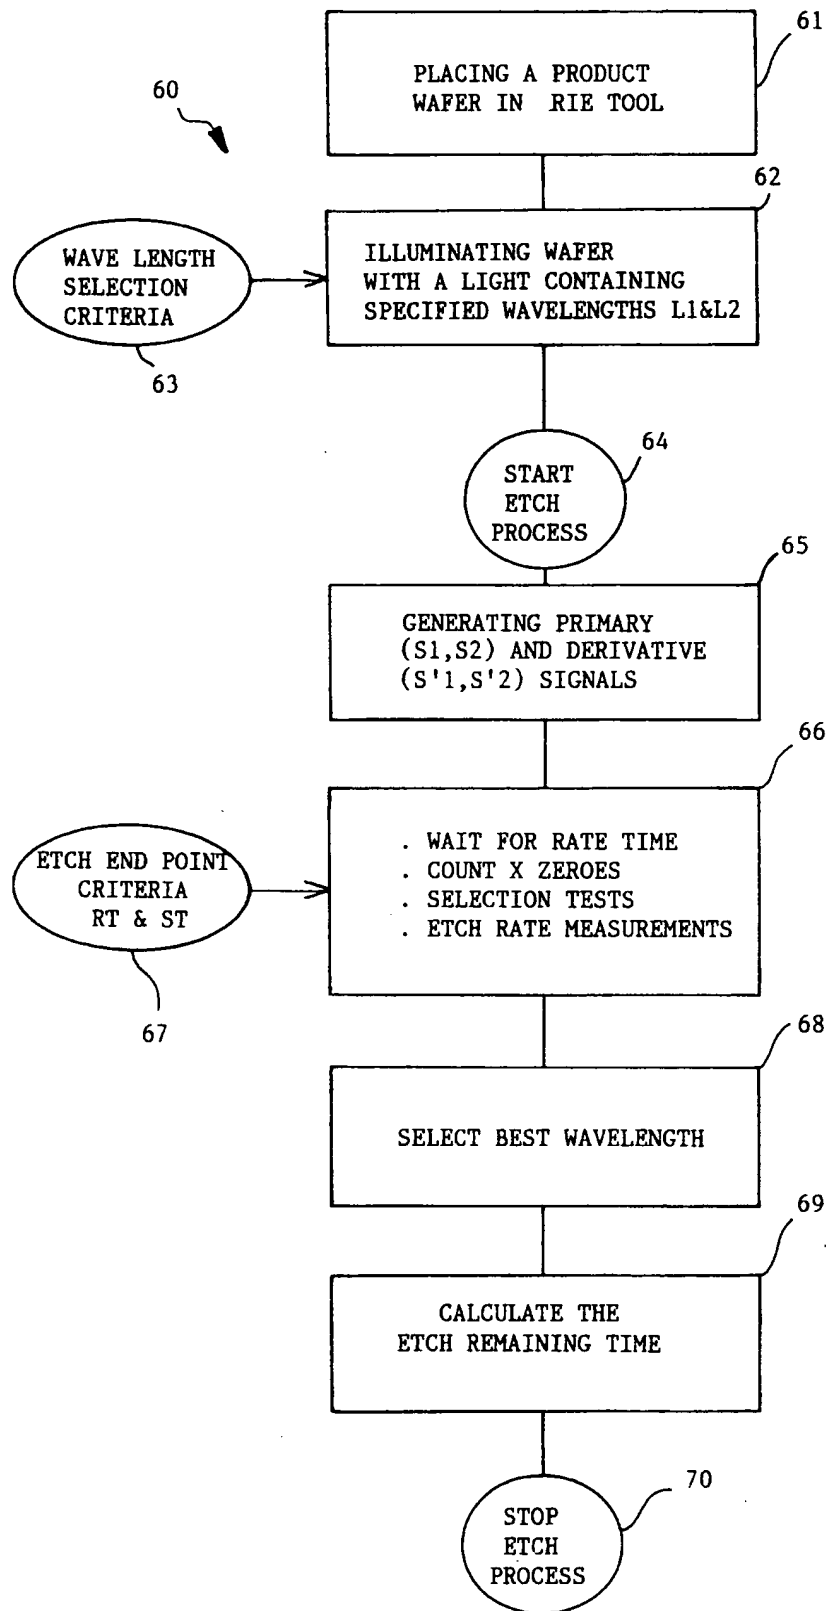 61
PLACING A PRODUCT
WAFER IN RIE TOOL
60
62
WAVE LENGTH
SELECTION
CRITERIA
ILLUMINATING WAFER
WITH A LIGHT CONTAINING
SPECIFIED WAVELENGTHS L1&L2
63
64
START
ETCH
PROCESS
65
GENERATING PRIMARY
(S1,S2) AND DERIVATIVE
(S'1,S'2) SIGNALS
66
ETCH END POINT
CRITERIA
RT & ST
. WAIT FOR RATE TIME
. COUNT X ZEROES
. SELECTION TESTS
. ETCH RATE MEASUREMENTS
67
68
SELECT BEST WAVELENGTH
69
CALCULATE THE
ETCH REMAINING TIME
70
STOP
ETCH
PROCESS